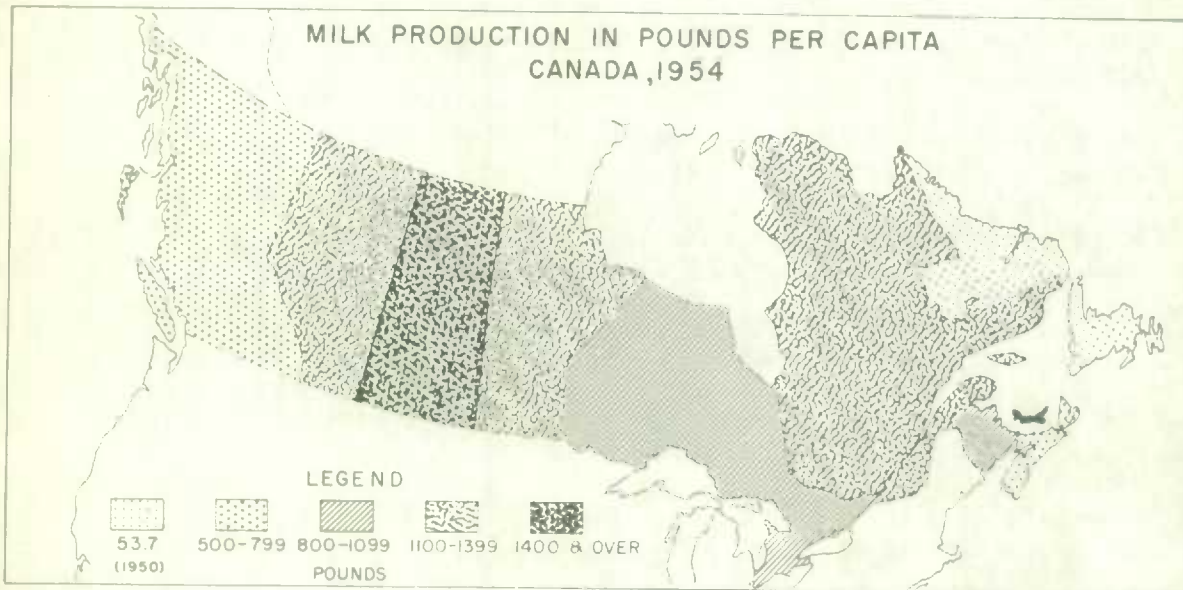 MILK PRODUCTION IN POUNDS PER CAPITA
CANADA, 1954
LEGEND
53.7 500-799 800-1099 1100-1399 1400 & OVER
(1950) POUNDS